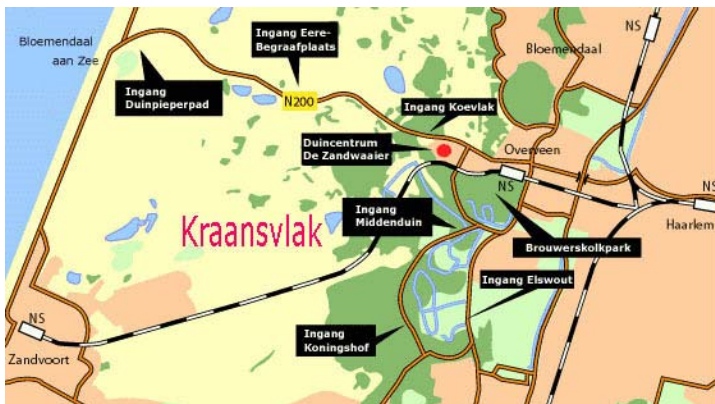 Bloemendaal
aan Zee
Ingang Eere-
Begraafplaats
NS
Bloemendaal
Ingang
Duinpieperpad
N200
Ingang Koevlak
Duincentrum
De Zandwaaier
Overveen
NS
NS
Haarlem
Ingang
Middenduin
Kraansvlak
Brouwerskolkpark
Ingang Elswout
NS
Zandvoort
Ingang
Koningshof